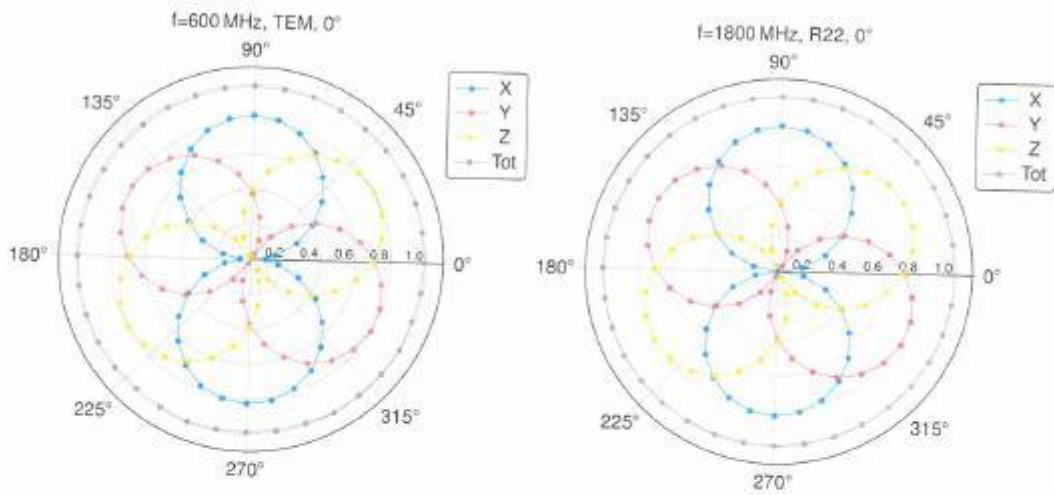 f=600 MHz, TEM, 0°
90°
135°
45°
X
Y
Z
Tot
180°
0.2 0.4 0.6 0.8 1.0
0°
225°
315°
270°
f=1800 MHz, R22, 0°
90°
135°
45°
X
Y
Z
Tot
180°
0.2 0.4 0.6 0.8 1.0
0°
225°
315°
270°